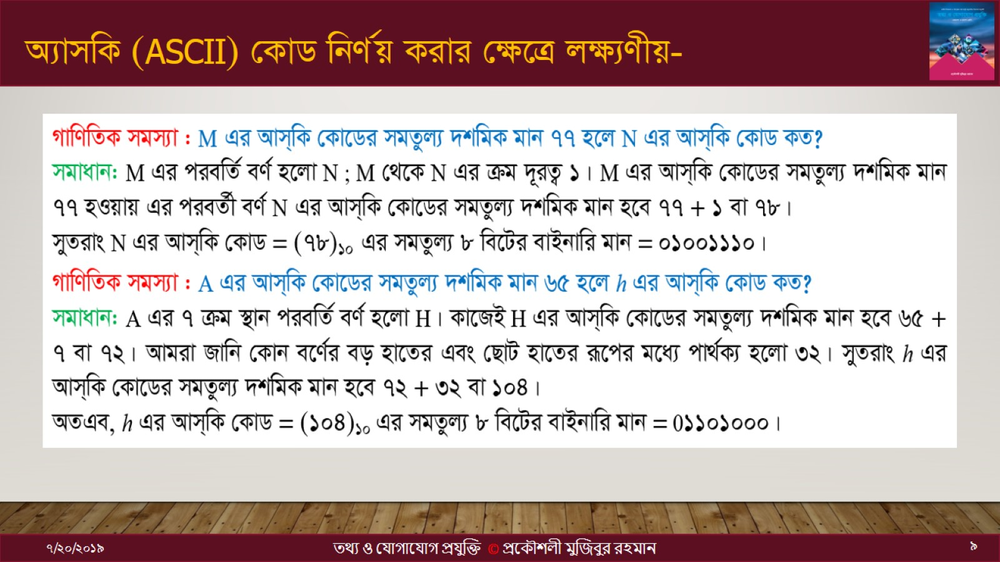 অ্যাসকি (ASCII) কোড নির্ণয় করার ক্ষেত্রে লক্ষ্যণীয়-
তথ্য ও যোগাযোগ প্রযুক্তি
গাণিতিক সমস্যা : M এর আস্‌কি কোডের সমতুল্য দশমিক মান ৭৭ হলে N এর আস্‌কি কোড কত?
সমাধান: M এর পরবর্তি বর্ণ হলো N ; M থেকে N এর ক্রম দূরত্ব ১। M এর আস্‌কি কোডের সমতুল্য দশমিক মান
৭৭ হওয়ায় এর পরবর্তী বর্ণ N এর আস্‌কি কোডের সমতুল্য দশমিক মান হবে ৭৭ + ১ বা ৭৮।
সুতরাং N এর আস্‌কি কোড = (৭৮)১০ এর সমতুল্য ৮ বিটের বাইনারি মান = ০১০০১১১০।
গাণিতিক সমস্যা : A এর আস্‌কি কোডের সমতুল্য দশমিক মান ৬৫ হলে h এর আস্‌কি কোড কত?
সমাধান: A এর ৭ ক্রম স্থান পরবর্তি বর্ণ হলো H। কাজেই H এর আস্‌কি কোডের সমতুল্য দশমিক মান হবে ৬৫ +
৭ বা ৭২। আমরা জানি কোন বর্ণের বড় হাতের এবং ছোট হাতের রূপের মধ্যে পার্থক্য হলো ৩২। সুতরাং h এর
আস্‌কি কোডের সমতুল্য দশমিক মান হবে ৭২ + ৩২ বা ১০৪।
অতএব, h এর আস্‌কি কোড = (১০৪)১০ এর সমতুল্য ৮ বিটের বাইনারি মান = 0১১০১০০০।
৭/২০/২০১৯
তথ্য ও যোগাযোগ প্রযুক্তি © প্রকৌশলী মুজিবুর রহমান
৯